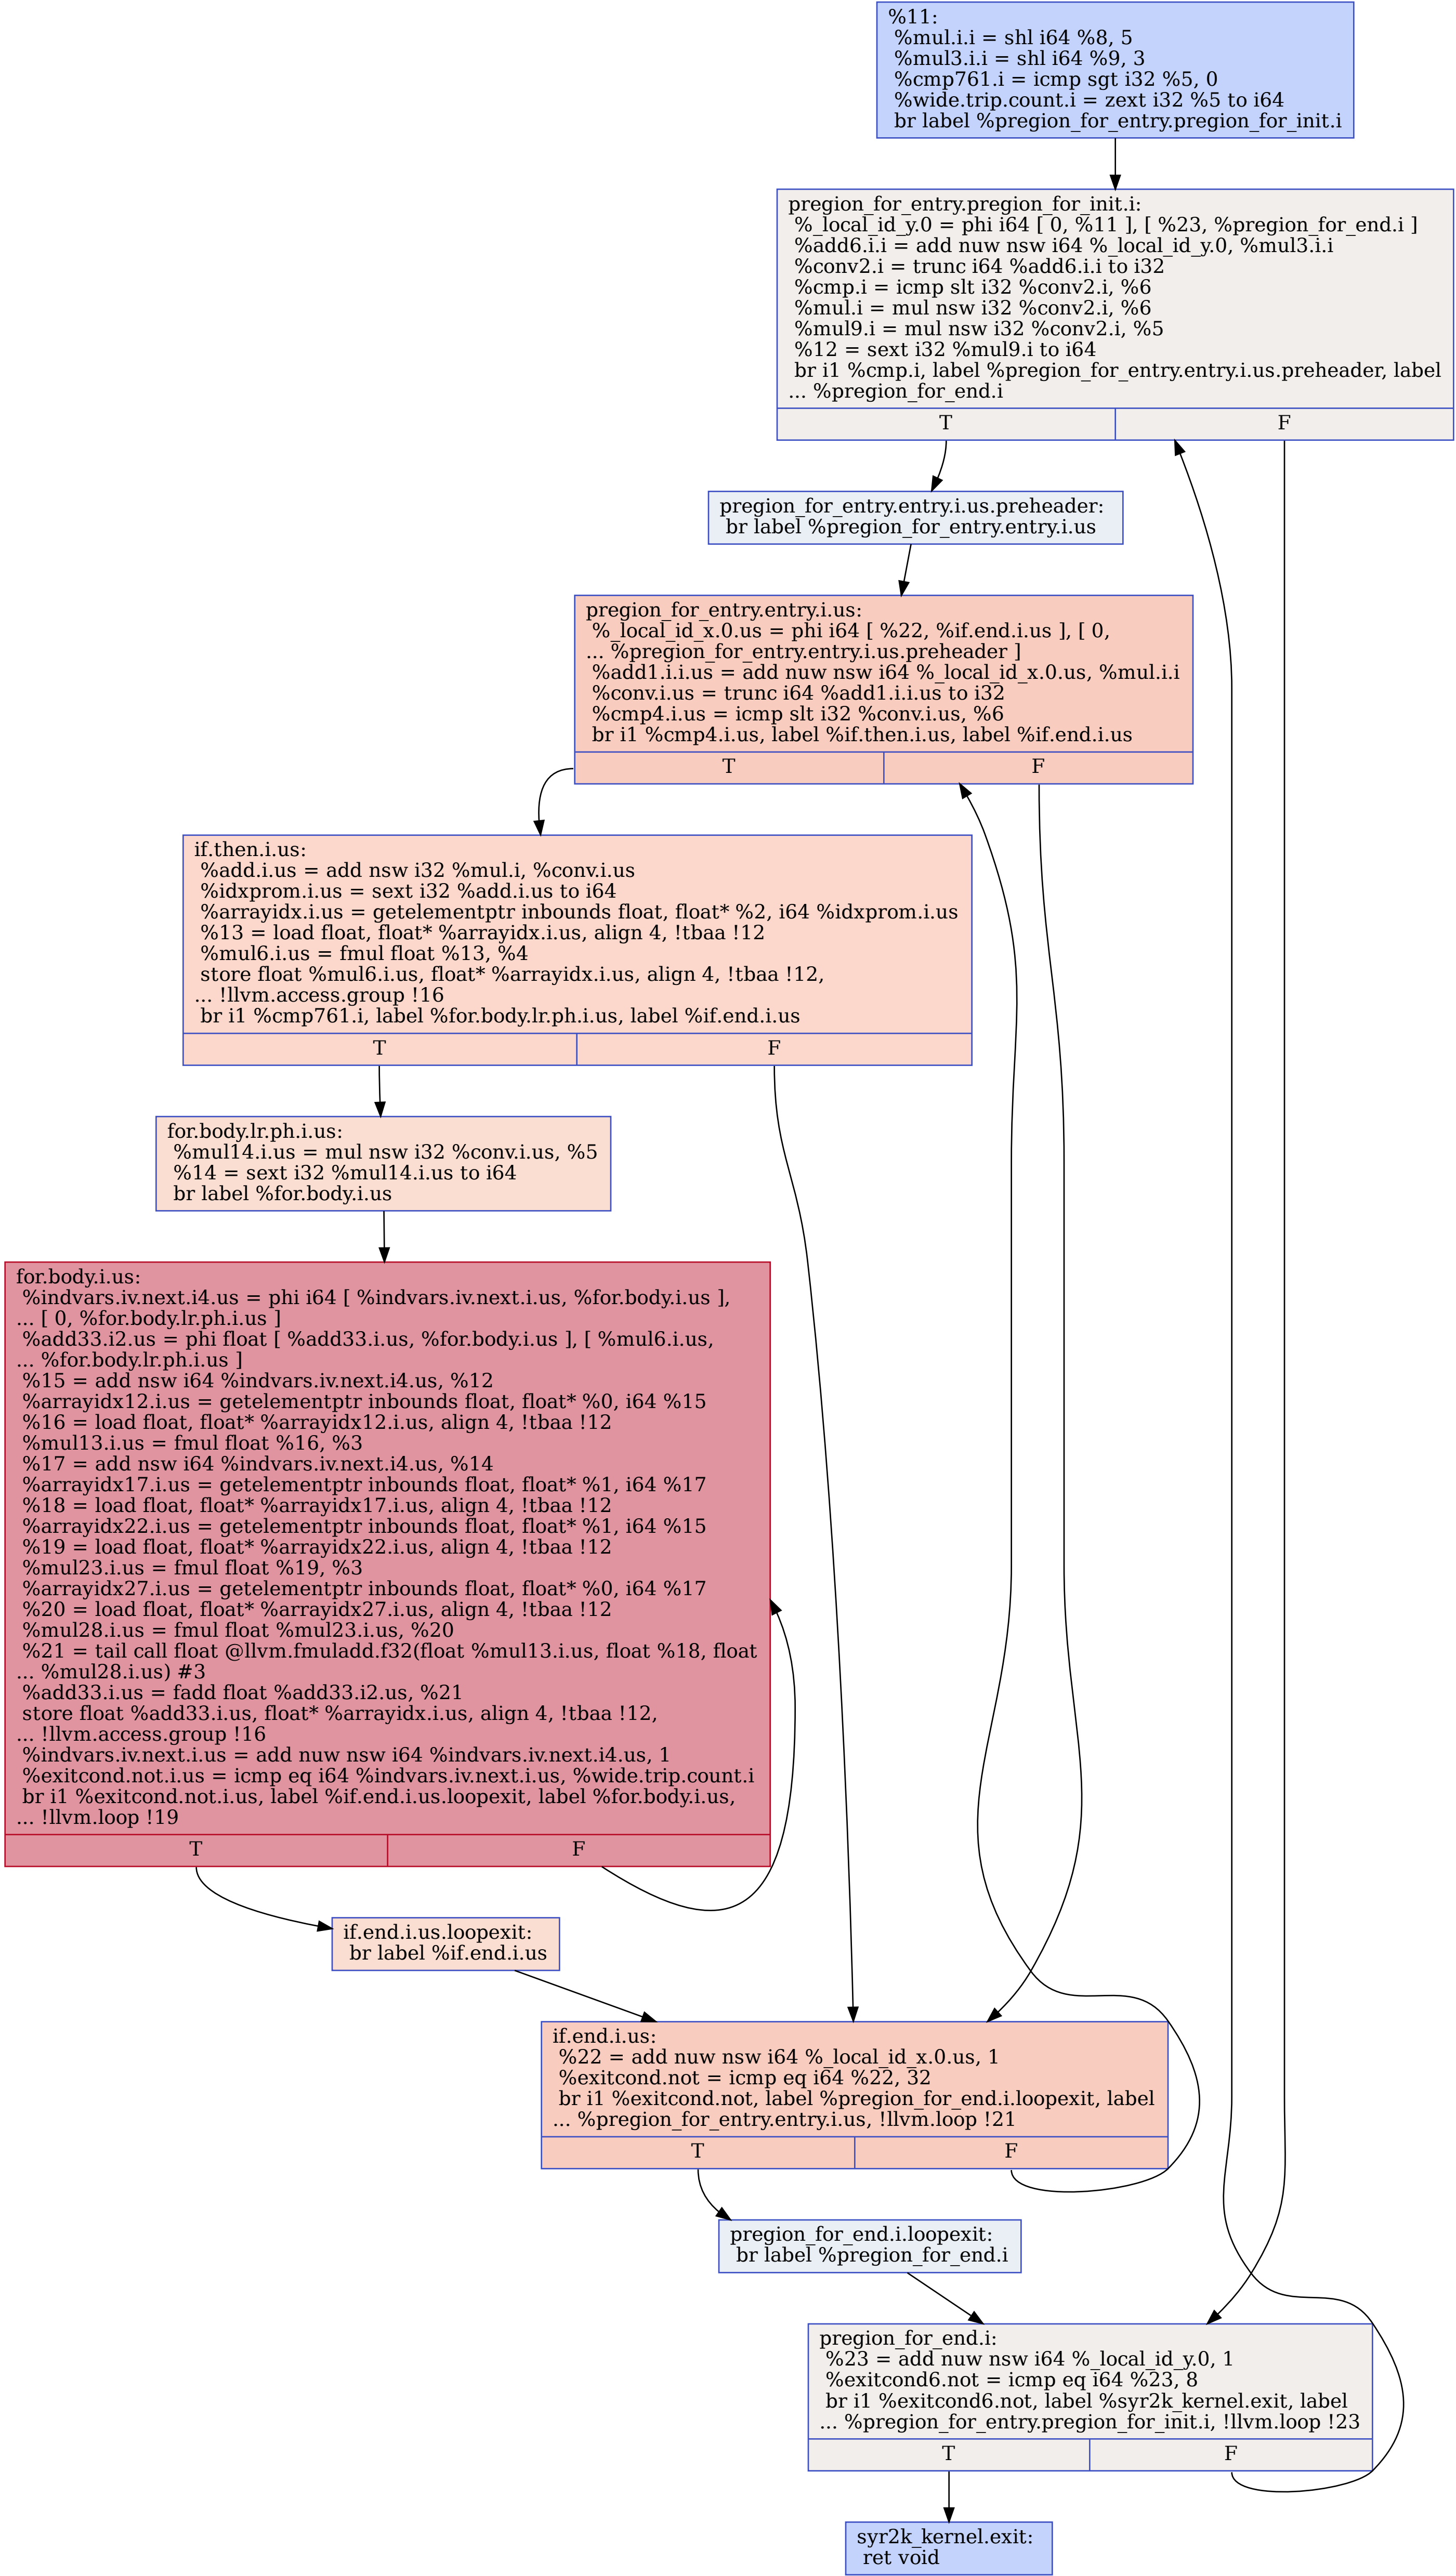 %11:
%mul.i.i = shl i64 %8, 5
%mul3.i.i = shl i64 %9, 3
%cmp761.i = icmp sgt i32 %5, 0
%wide.trip.count.i = zext i32 %5 to i64
br label %pregion_for_entry.pregion_for_init.i
pregion_for_entry.pregion_for_init.i:
%_local_id_y.0 = phi i64 [ 0, %11 ], [ %23, %pregion_for_end.i ]
%add6.i.i = add nuw nsw i64 %_local_id_y.0, %mul3.i.i
%conv2.i = trunc i64 %add6.i.i to i32
%cmp.i = icmp slt i32 %conv2.i, %6
%mul.i = mul nsw i32 %conv2.i, %6
%mul9.i = mul nsw i32 %conv2.i, %5
%12 = sext i32 %mul9.i to i64
br i1 %cmp.i, label %pregion_for_entry.entry.i.us.preheader, label
... %pregion_for_end.i
T F
pregion_for_entry.entry.i.us.preheader:
br label %pregion_for_entry.entry.i.us
pregion_for_entry.entry.i.us:
%_local_id_x.0.us = phi i64 [ %22, %if.end.i.us ], [ 0,
... %pregion_for_entry.entry.i.us.preheader ]
%add1.i.i.us = add nuw nsw i64 %_local_id_x.0.us, %mul.i.i
%conv.i.us = trunc i64 %add1.i.i.us to i32
%cmp4.i.us = icmp slt i32 %conv.i.us, %6
br i1 %cmp4.i.us, label %if.then.i.us, label %if.end.i.us
T F
if.then.i.us:
%add.i.us = add nsw i32 %mul.i, %conv.i.us
%idxprom.i.us = sext i32 %add.i.us to i64
%arrayidx.i.us = getelementptr inbounds float, float* %2, i64 %idxprom.i.us
%13 = load float, float* %arrayidx.i.us, align 4, !tbaa !12
%mul6.i.us = fmul float %13, %4
store float %mul6.i.us, float* %arrayidx.i.us, align 4, !tbaa !12,
... !llvm.access.group !16
br i1 %cmp761.i, label %for.body.lr.ph.i.us, label %if.end.i.us
T F
for.body.lr.ph.i.us:
%mul14.i.us = mul nsw i32 %conv.i.us, %5
%14 = sext i32 %mul14.i.us to i64
br label %for.body.i.us
for.body.i.us:
%indvars.iv.next.i4.us = phi i64 [ %indvars.iv.next.i.us, %for.body.i.us ],
... [ 0, %for.body.lr.ph.i.us ]
%add33.i2.us = phi float [ %add33.i.us, %for.body.i.us ], [ %mul6.i.us,
... %for.body.lr.ph.i.us ]
%15 = add nsw i64 %indvars.iv.next.i4.us, %12
%arrayidx12.i.us = getelementptr inbounds float, float* %0, i64 %15
%16 = load float, float* %arrayidx12.i.us, align 4, !tbaa !12
%mul13.i.us = fmul float %16, %3
%17 = add nsw i64 %indvars.iv.next.i4.us, %14
%arrayidx17.i.us = getelementptr inbounds float, float* %1, i64 %17
%18 = load float, float* %arrayidx17.i.us, align 4, !tbaa !12
%arrayidx22.i.us = getelementptr inbounds float, float* %1, i64 %15
%19 = load float, float* %arrayidx22.i.us, align 4, !tbaa !12
%mul23.i.us = fmul float %19, %3
%arrayidx27.i.us = getelementptr inbounds float, float* %0, i64 %17
%20 = load float, float* %arrayidx27.i.us, align 4, !tbaa !12
%mul28.i.us = fmul float %mul23.i.us, %20
%21 = tail call float @llvm.fmuladd.f32(float %mul13.i.us, float %18, float
... %mul28.i.us) #3
%add33.i.us = fadd float %add33.i2.us, %21
store float %add33.i.us, float* %arrayidx.i.us, align 4, !tbaa !12,
... !llvm.access.group !16
%indvars.iv.next.i.us = add nuw nsw i64 %indvars.iv.next.i4.us, 1
%exitcond.not.i.us = icmp eq i64 %indvars.iv.next.i.us, %wide.trip.count.i
br i1 %exitcond.not.i.us, label %if.end.i.us.loopexit, label %for.body.i.us,
... !llvm.loop !19
T F
if.end.i.us.loopexit:
br label %if.end.i.us
if.end.i.us:
%22 = add nuw nsw i64 %_local_id_x.0.us, 1
%exitcond.not = icmp eq i64 %22, 32
br i1 %exitcond.not, label %pregion_for_end.i.loopexit, label
... %pregion_for_entry.entry.i.us, !llvm.loop !21
T F
pregion_for_end.i.loopexit:
br label %pregion_for_end.i
pregion_for_end.i:
%23 = add nuw nsw i64 %_local_id_y.0, 1
%exitcond6.not = icmp eq i64 %23, 8
br i1 %exitcond6.not, label %syr2k_kernel.exit, label
... %pregion_for_entry.pregion_for_init.i, !llvm.loop !23
T F
syr2k_kernel.exit:
ret void